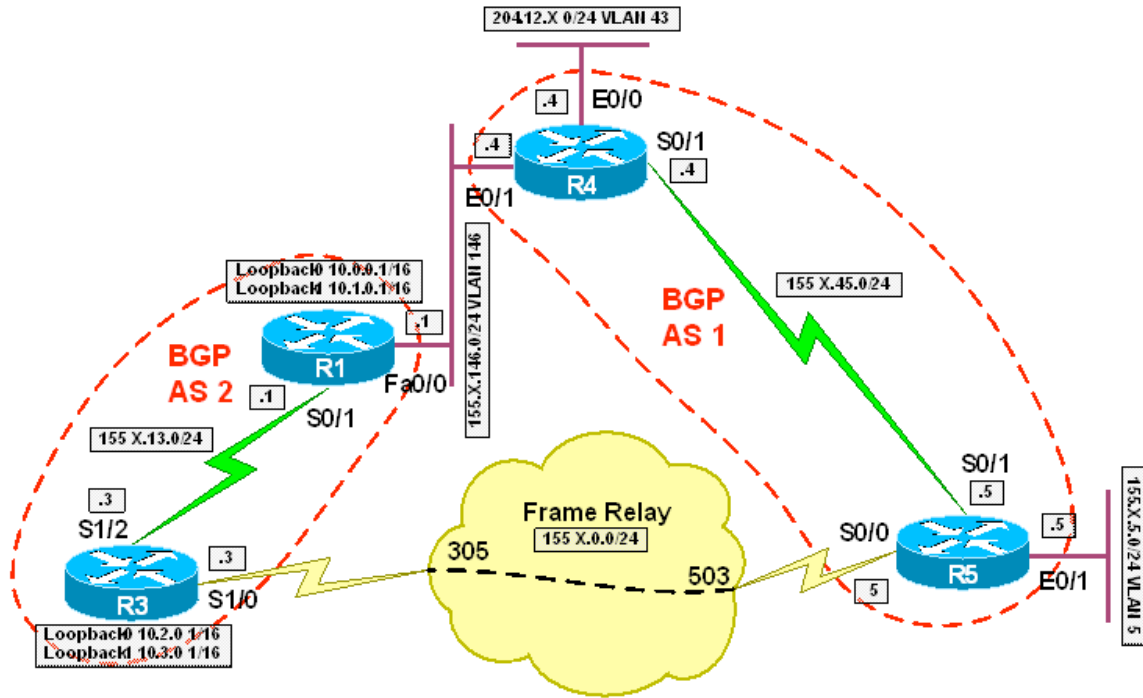 204.12.X 0/24 VLAN 43
.4
E0/0
.4
S0/1
.4
R4
E0/1
155.X.146.0/24 VLAN 146
Loopback0 10.0.0.1/16
Loopback1 10.1.0.1/16
.1
R1
Fa0/0
BGP
AS 2
.1
S0/1
BGP
AS 1
155 X.45.0/24
155 X.13.0/24
.3
S1/2
.3
R3
S1/0
Loopback0 10.2.0 1/16
Loopback1 10.3.0 1/16
Frame Relay
155 X.0.0/24
305
503
S0/1
.5
S0/0
.5
R5
5
E0/1
155.X.5.0/24 VLAN 5